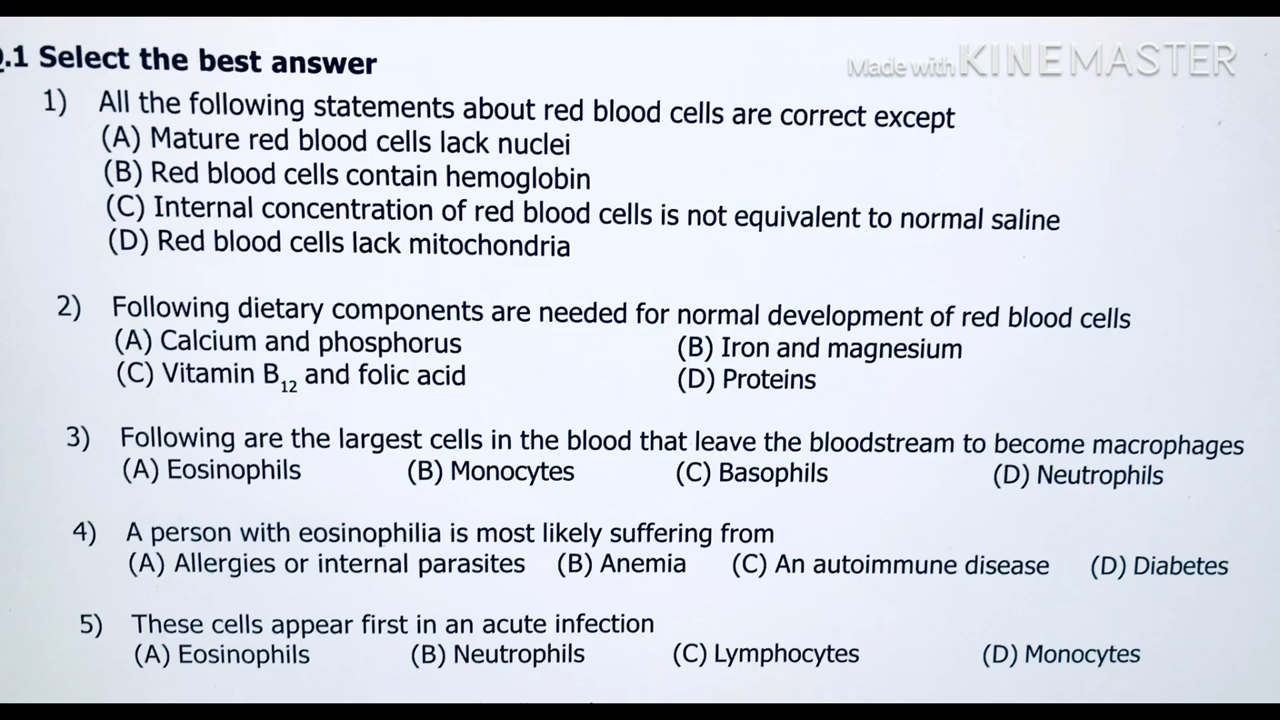 .1 Select the best answer
Made with KINEMASTER
1) All the following statements about red blood cells are correct except
(A) Mature red blood cells lack nuclei
(B) Red blood cells contain hemoglobin
(C) Internal concentration of red blood cells is not equivalent to normal saline
(D) Red blood cells lack mitochondria
2) Following dietary components are needed for normal development of red blood cells
(A) Calcium and phosphorus (B) Iron and magnesium
(C) Vitamin B12 and folic acid (D) Proteins
3) Following are the largest cells in the blood that leave the bloodstream to become macrophages
(A) Eosinophils (B) Monocytes (C) Basophils (D) Neutrophils
4) A person with eosinophilia is most likely suffering from
(A) Allergies or internal parasites (B) Anemia (C) An autoimmune disease (D) Diabetes
5) These cells appear first in an acute infection
(A) Eosinophils (B) Neutrophils (C) Lymphocytes (D) Monocytes